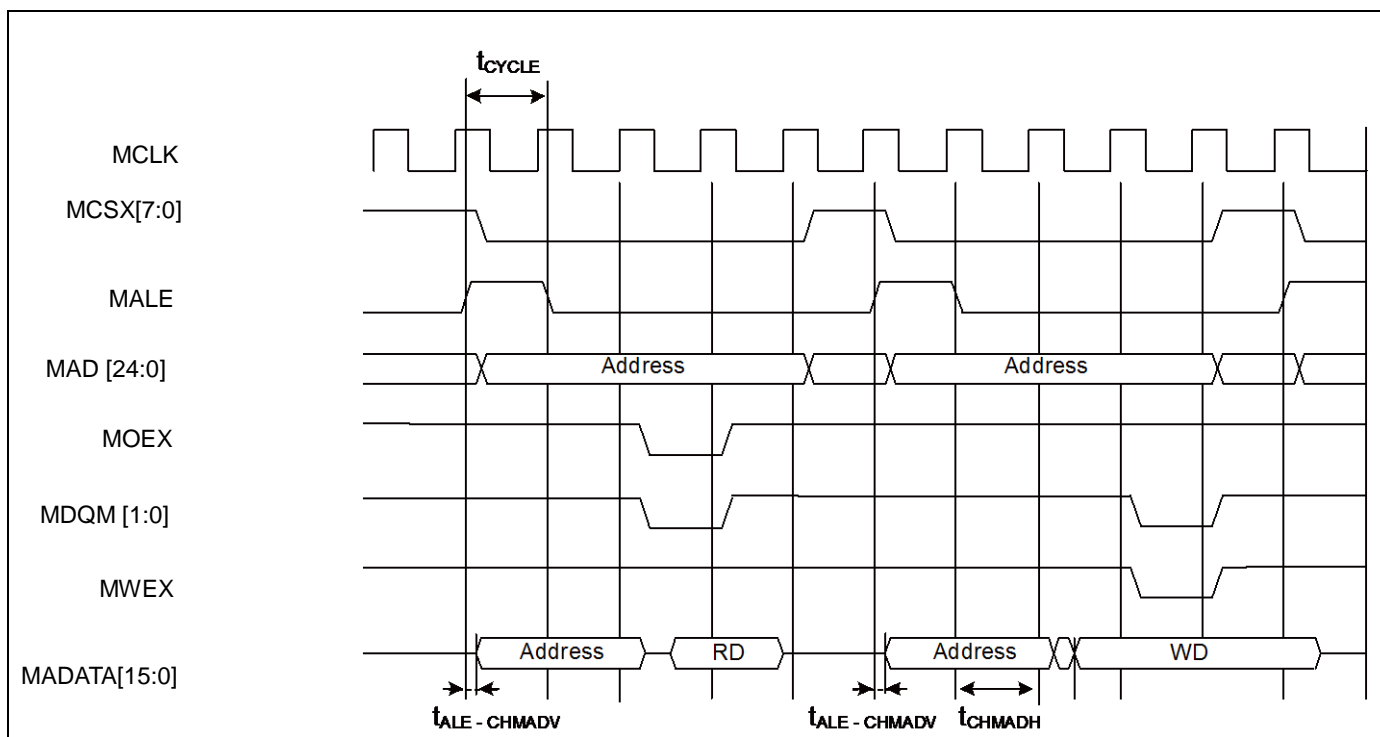 tCYCLE
MCLK
MCSX[7:0]
MALE
MAD [24:0]
Address
Address
MOEX
MDQM [1:0]
MWEX
MADATA[15:0]
Address
RD
Address
WD
tALE - CHMADV
tALE - CHMADV
tCHMADH